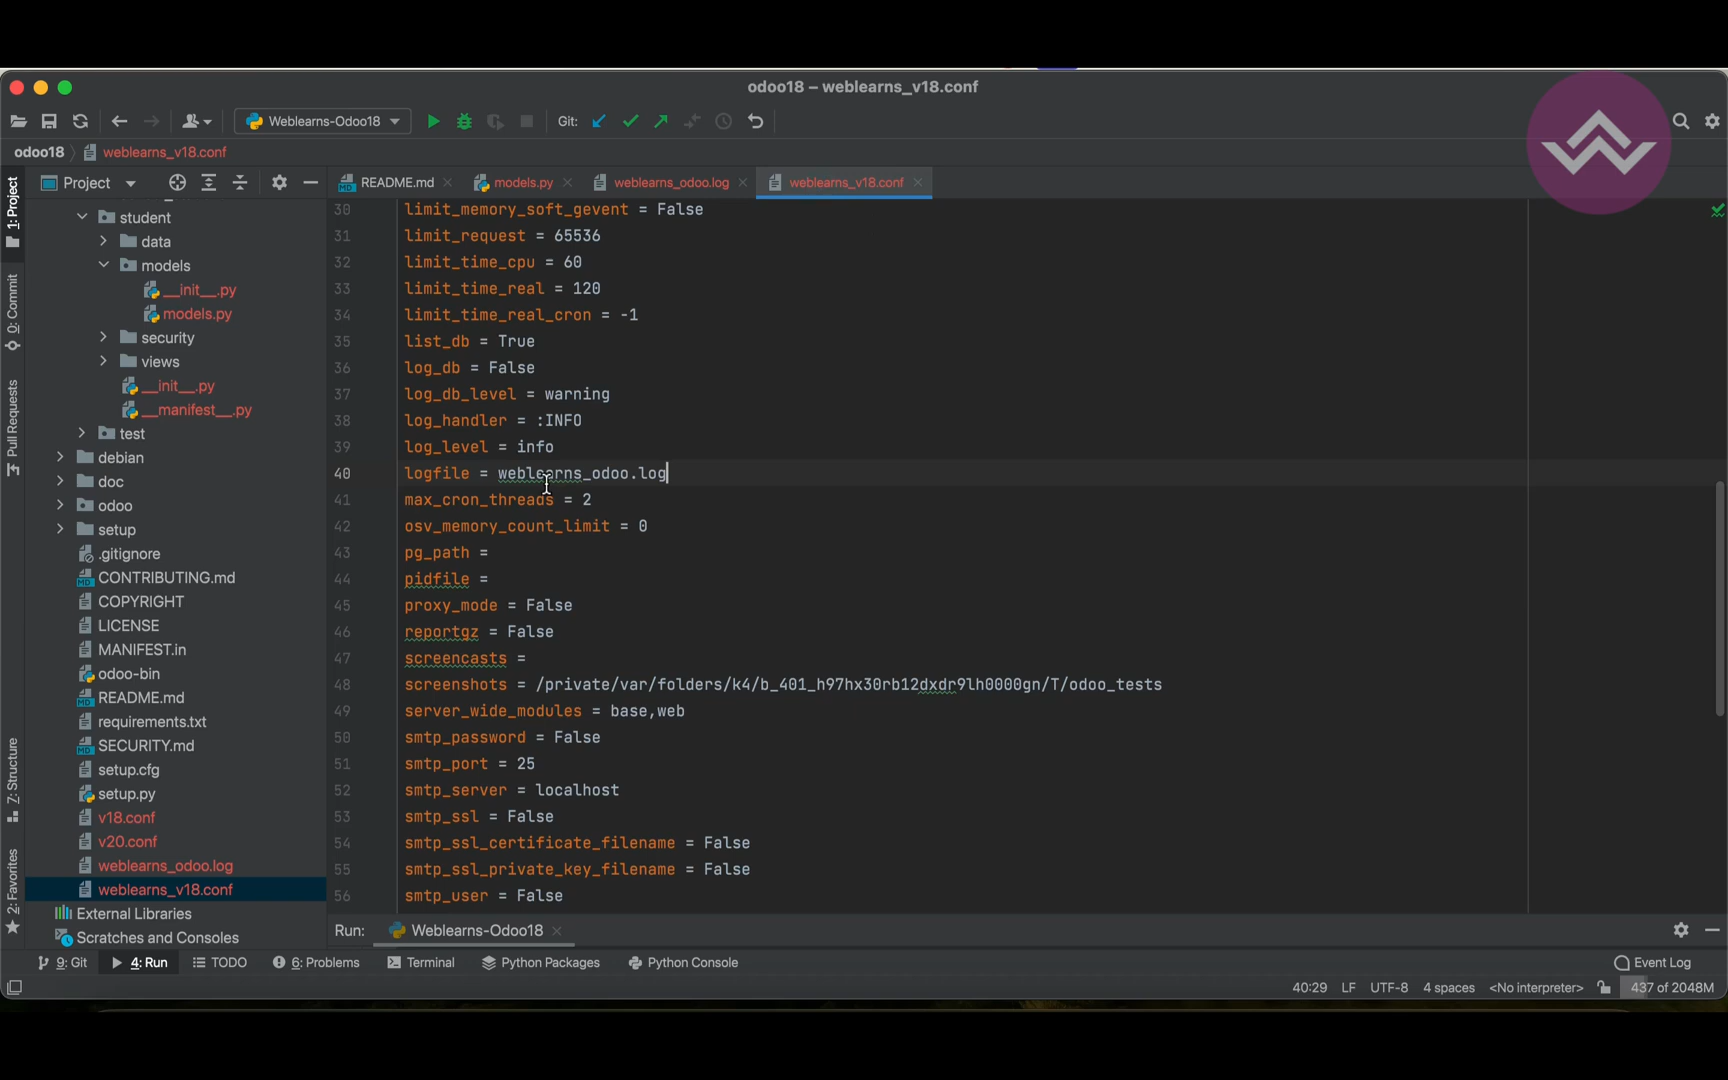 odoo18 – weblearns_v18.conf
Weblearns-Odoo18
Git:
odoo18
weblearns_v18.conf
Project
README.md
models.py
weblearns_odoo.log
weblearns_v18.conf
1: Project
0: Commit
Pull Requests
7: Structure
2: Favorites
student
data
models
__init__.py
models.py
security
views
__init__.py
__manifest__.py
test
debian
doc
odoo
setup
.gitignore
CONTRIBUTING.md
COPYRIGHT
LICENSE
MANIFEST.in
odoo-bin
README.md
requirements.txt
SECURITY.md
setup.cfg
setup.py
v18.conf
v20.conf
weblearns_odoo.log
weblearns_v18.conf
External Libraries
Scratches and Consoles
30 limit_memory_soft_gevent = False
31 limit_request = 65536
32 limit_time_cpu = 60
33 limit_time_real = 120
34 limit_time_real_cron = -1
35 list_db = True
36 log_db = False
37 log_db_level = warning
38 log_handler = :INFO
39 log_level = info
40 logfile = weblearns_odoo.log
41 max_cron_threads = 2
42 osv_memory_count_limit = 0
43 pg_path =
44 pidfile =
45 proxy_mode = False
46 reportgz = False
47 screencasts =
48 screenshots = /private/var/folders/k4/b_401_h97hx30rb12dxdr9lh0000gn/T/odoo_tests
49 server_wide_modules = base,web
50 smtp_password = False
51 smtp_port = 25
52 smtp_server = localhost
53 smtp_ssl = False
54 smtp_ssl_certificate_filename = False
55 smtp_ssl_private_key_filename = False
56 smtp_user = False
Run: Weblearns-Odoo18
9: Git
4: Run
TODO
6: Problems
Terminal
Python Packages
Python Console
Event Log
40:29 LF UTF-8 4 spaces <No interpreter> 437 of 2048M